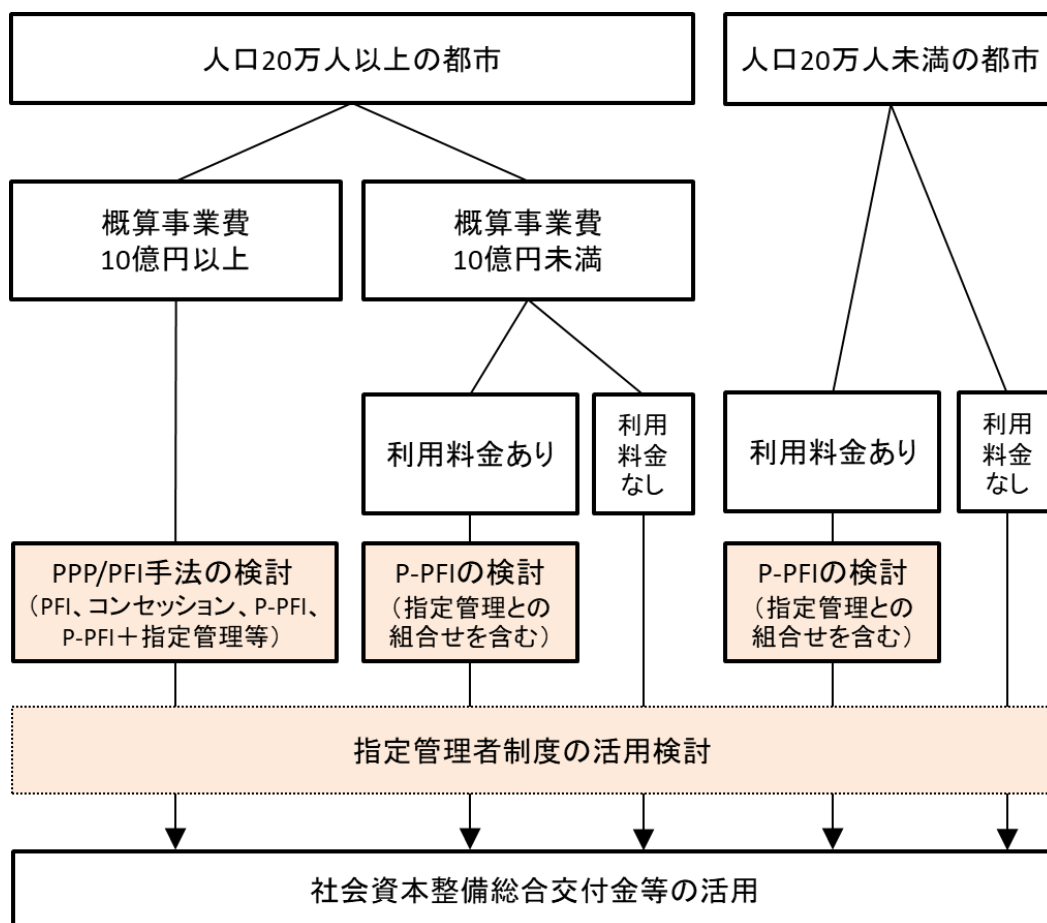 人口20万人以上の都市
人口20万人未満の都市
概算事業費
10億円以上
概算事業費
10億円未満
利用料金あり
利用
料金
なし
利用料金あり
利用
料金
なし
PPP/PFI手法の検討
（PFI、コンセッション、P-PFI、
P-PFI＋指定管理等）
P-PFIの検討
（指定管理との
組合せを含む）
P-PFIの検討
（指定管理との
組合せを含む）
指定管理者制度の活用検討
社会資本整備総合交付金等の活用